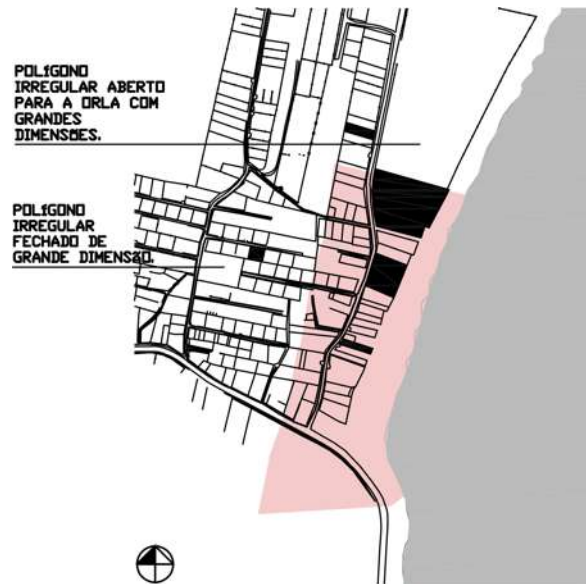 POLÍGONO
IRREGULAR ABERTO
PARA A ORLA COM
GRANDES
DIMENSÕES.
POLÍGONO
IRREGULAR
FECHADO DE
GRANDE DIMENSÃO.